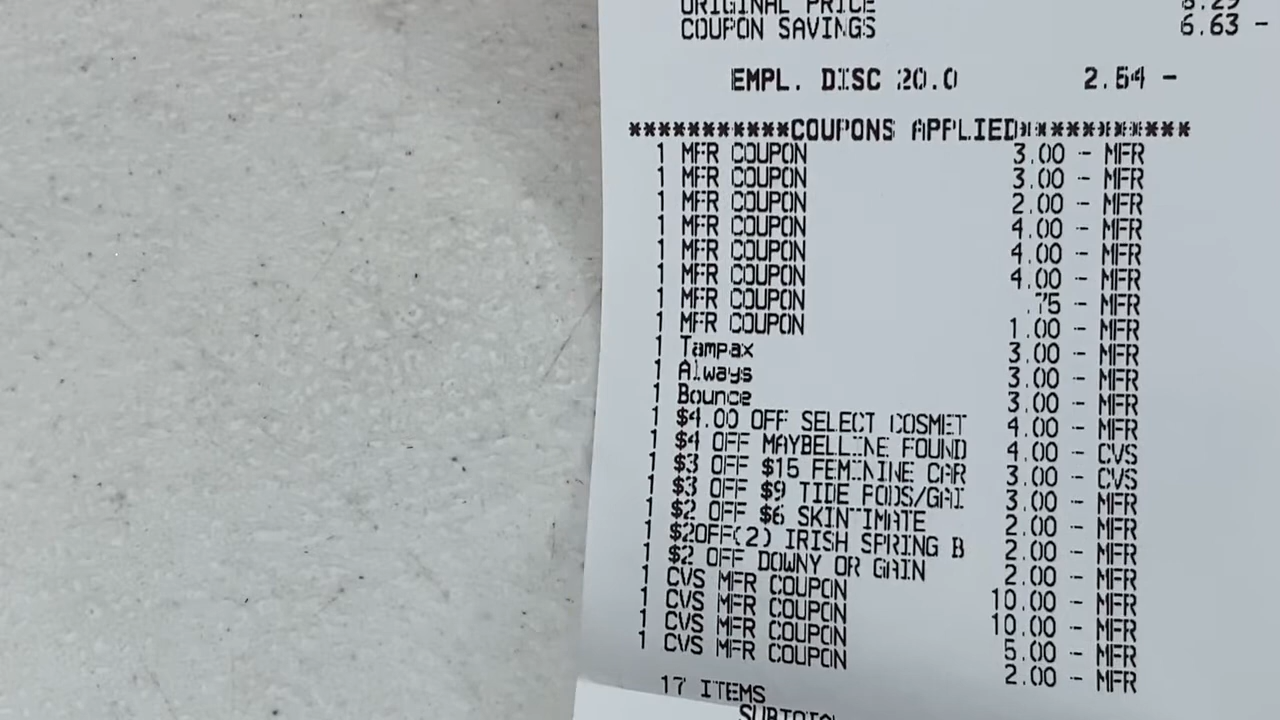 ORIGINAL PRICE 8.29
COUPON SAVINGS 6.63 -
EMPL. DISC 20.0 2.54 -
***********COUPONS APPLIED***********
1 MFR COUPON 3.00 - MFR
1 MFR COUPON 3.00 - MFR
1 MFR COUPON 2.00 - MFR
1 MFR COUPON 4.00 - MFR
1 MFR COUPON 4.00 - MFR
1 MFR COUPON 4.00 - MFR
1 MFR COUPON .75 - MFR
1 MFR COUPON 1.00 - MFR
1 Tampax 3.00 - MFR
1 Always 3.00 - MFR
1 Bounce 3.00 - MFR
1 $4.00 OFF SELECT COSMET 4.00 - MFR
1 $4 OFF MAYBELLINE FOUND 4.00 - CVS
1 $3 OFF $15 FEMININE CAR 3.00 - CVS
1 $3 OFF $9 TIDE PODS/GAI 3.00 - MFR
1 $2 OFF $6 SKINTIMATE 2.00 - MFR
1 $2OFF(2) IRISH SPRING B 2.00 - MFR
1 $2 OFF DOWNY OR GAIN 2.00 - MFR
1 CVS MFR COUPON 10.00 - MFR
1 CVS MFR COUPON 10.00 - MFR
1 CVS MFR COUPON 5.00 - MFR
1 CVS MFR COUPON 2.00 - MFR
17 ITEMS
SUBTOTAL